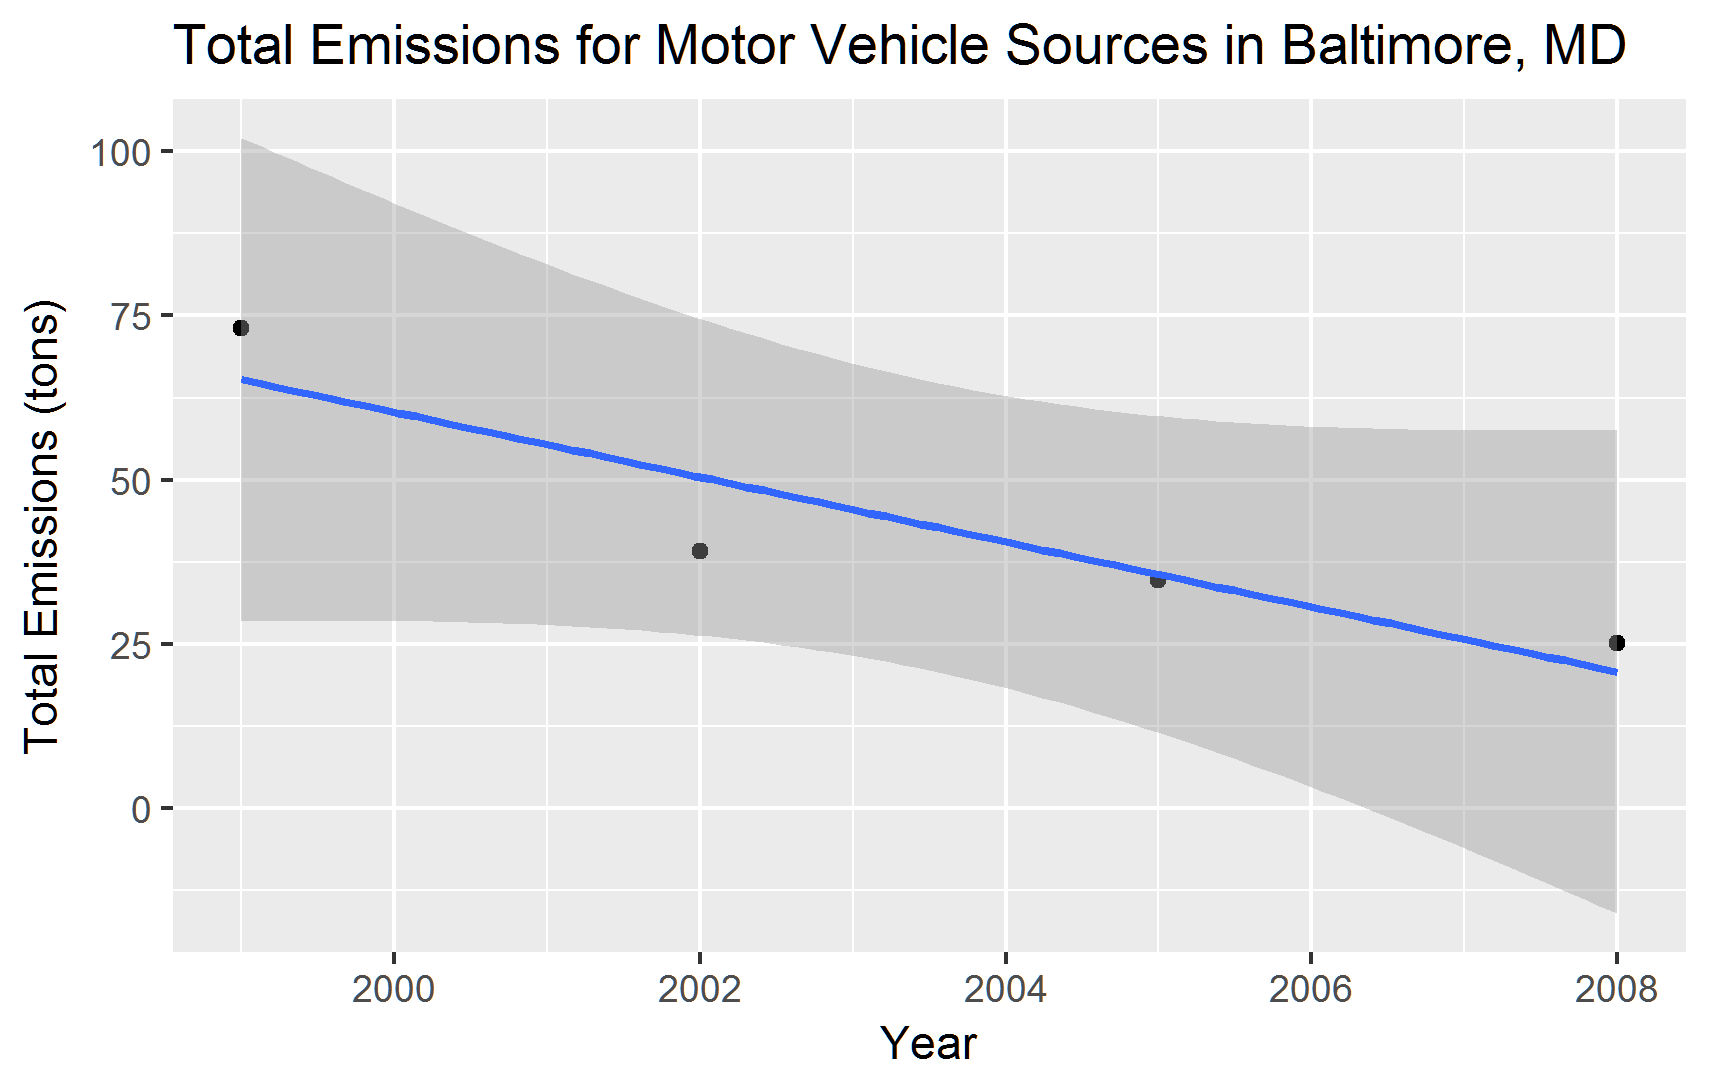 Total Emissions for Motor Vehicle Sources in Baltimore, MD
Total Emissions (tons)
100
75
50
25
0
2000 2002 2004 2006 2008
Year